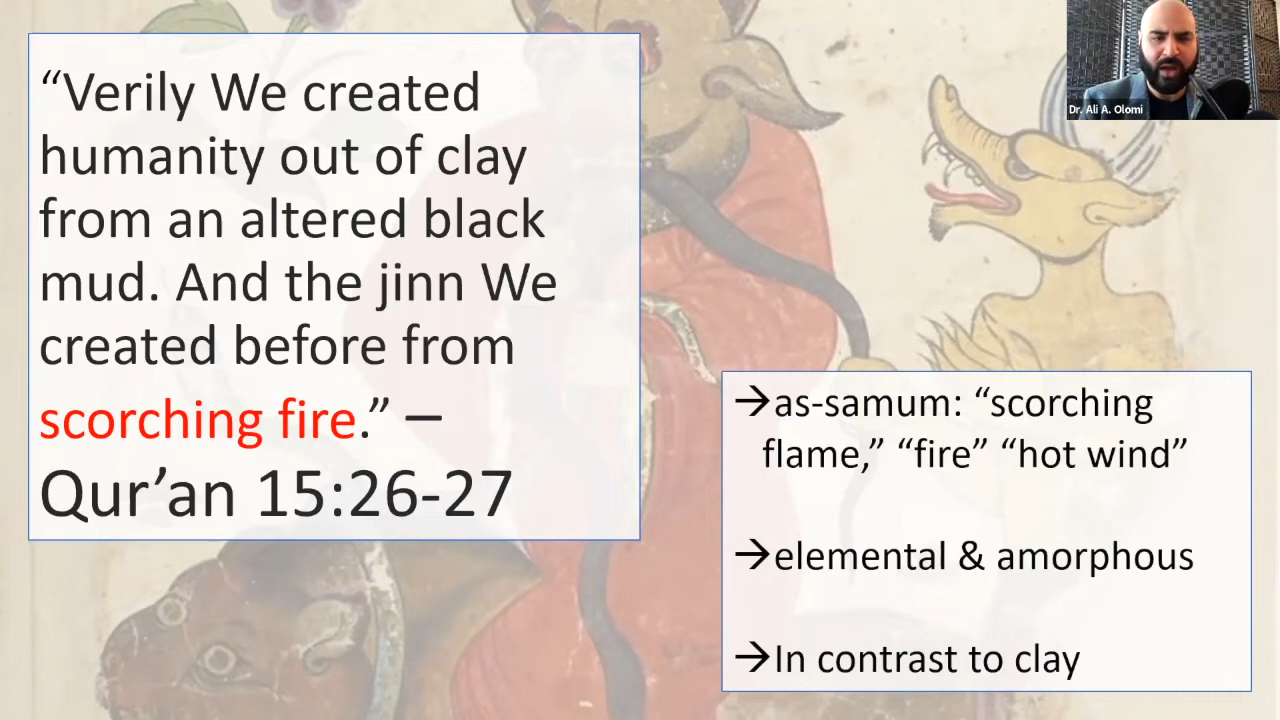 “Verily We created
humanity out of clay
from an altered black
mud. And the jinn We
created before from
scorching fire.” –
Qur’an 15:26-27
→as-samum: “scorching
flame,” “fire” “hot wind”
→elemental & amorphous
→In contrast to clay
Dr. Ali A. Olomi